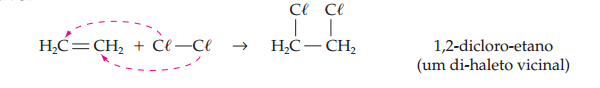 Cℓ Cℓ
H₂C=CH₂ + Cℓ—Cℓ → H₂C—CH₂ 1,2-dicloro-etano
(um di-haleto vicinal)